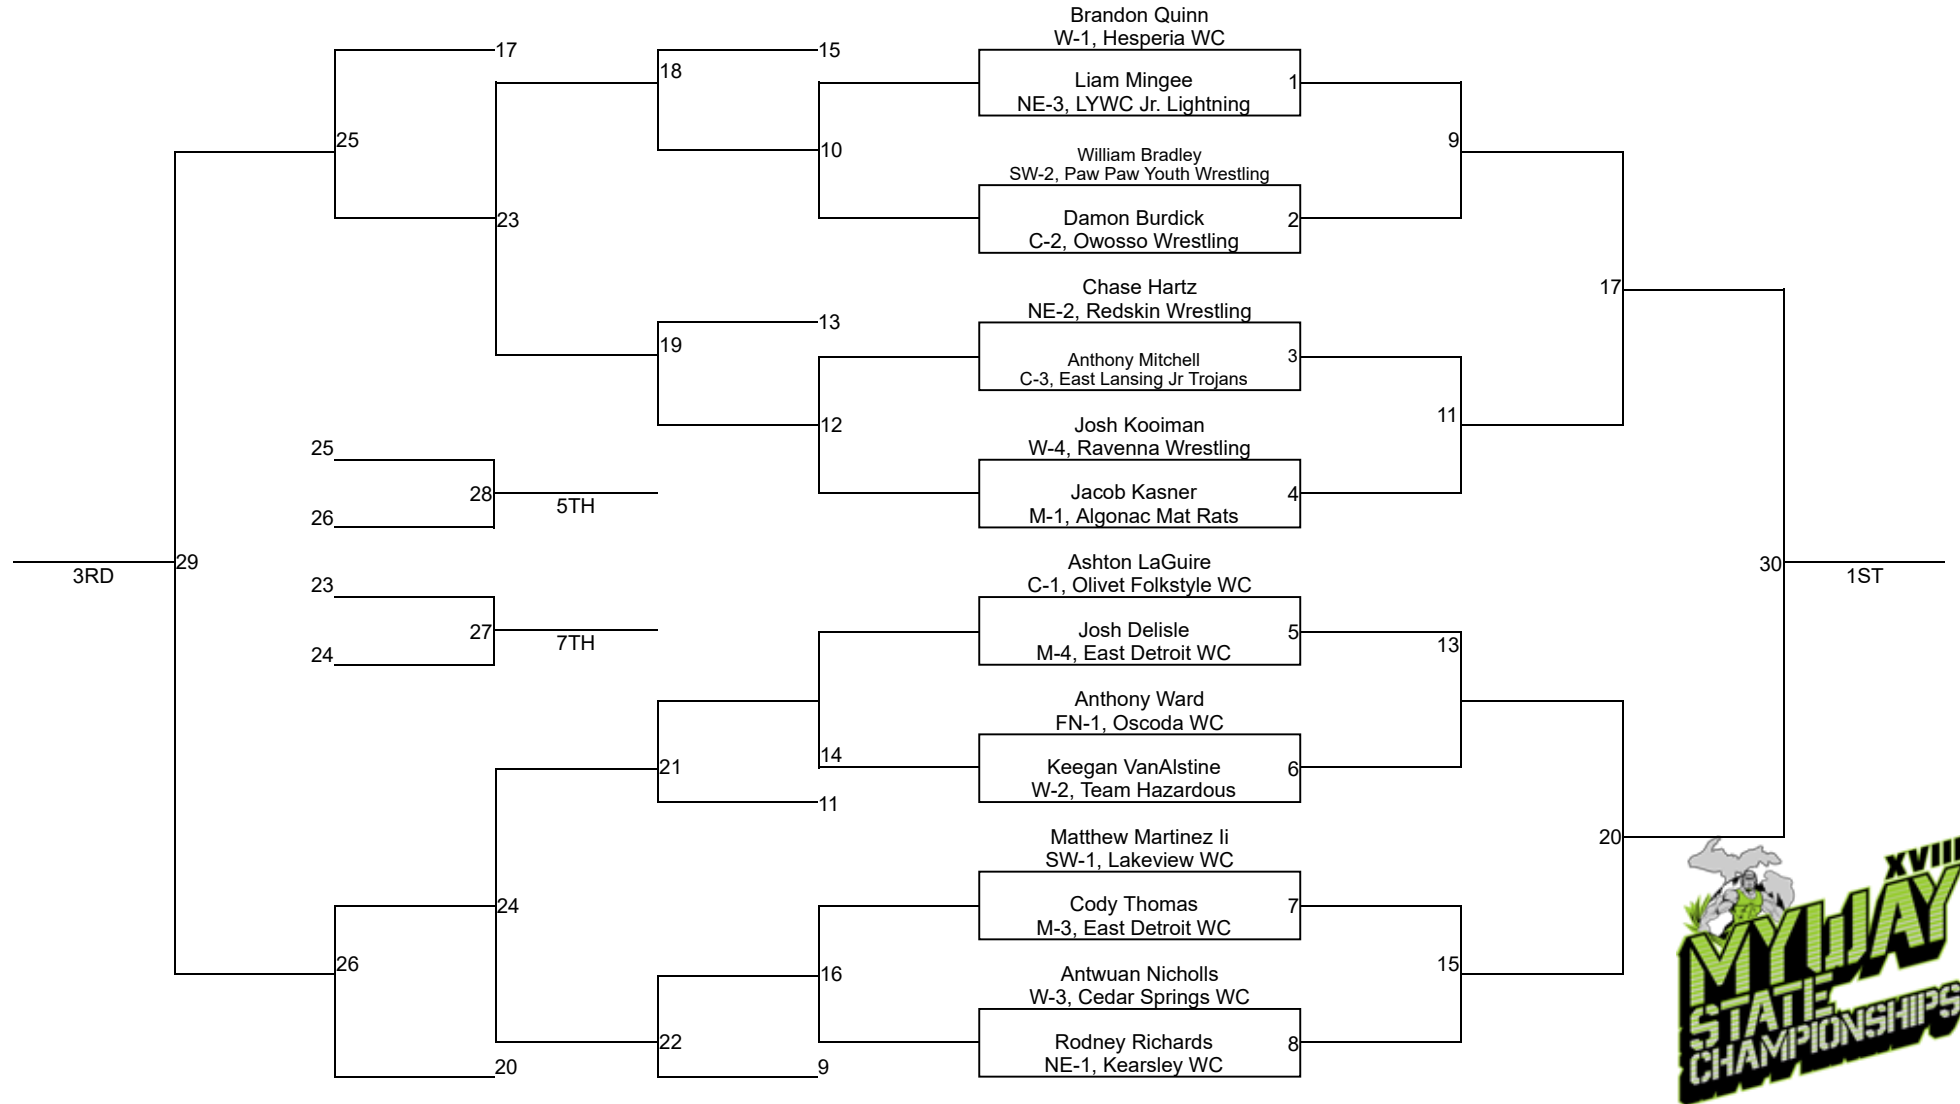 Brandon Quinn
W-1, Hesperia WC
17
15
18
Liam Mingee
1
NE-3, LYWC Jr. Lightning
25
10
9
William Bradley
SW-2, Paw Paw Youth Wrestling
23
Damon Burdick
2
C-2, Owosso Wrestling
Chase Hartz
17
NE-2, Redskin Wrestling
13
19
Anthony Mitchell
3
C-3, East Lansing Jr Trojans
12
11
Josh Kooiman
25
W-4, Ravenna Wrestling
28
Jacob Kasner
4
5TH
26
M-1, Algonac Mat Rats
29
Ashton LaGuire
30
3RD
1ST
23
C-1, Olivet Folkstyle WC
27
Josh Delisle
5
7TH
13
24
M-4, East Detroit WC
Anthony Ward
FN-1, Oscoda WC
14
21
Keegan VanAlstine
6
W-2, Team Hazardous
11
Matthew Martinez Ii
20
SW-1, Lakeview WC
24
Cody Thomas
7
M-3, East Detroit WC
26
16
Antwuan Nicholls
15
W-3, Cedar Springs WC
22
Rodney Richards
8
20
9
NE-1, Kearsley WC
XVIII
MYWAY
STATE
CHAMPIONSHIPS